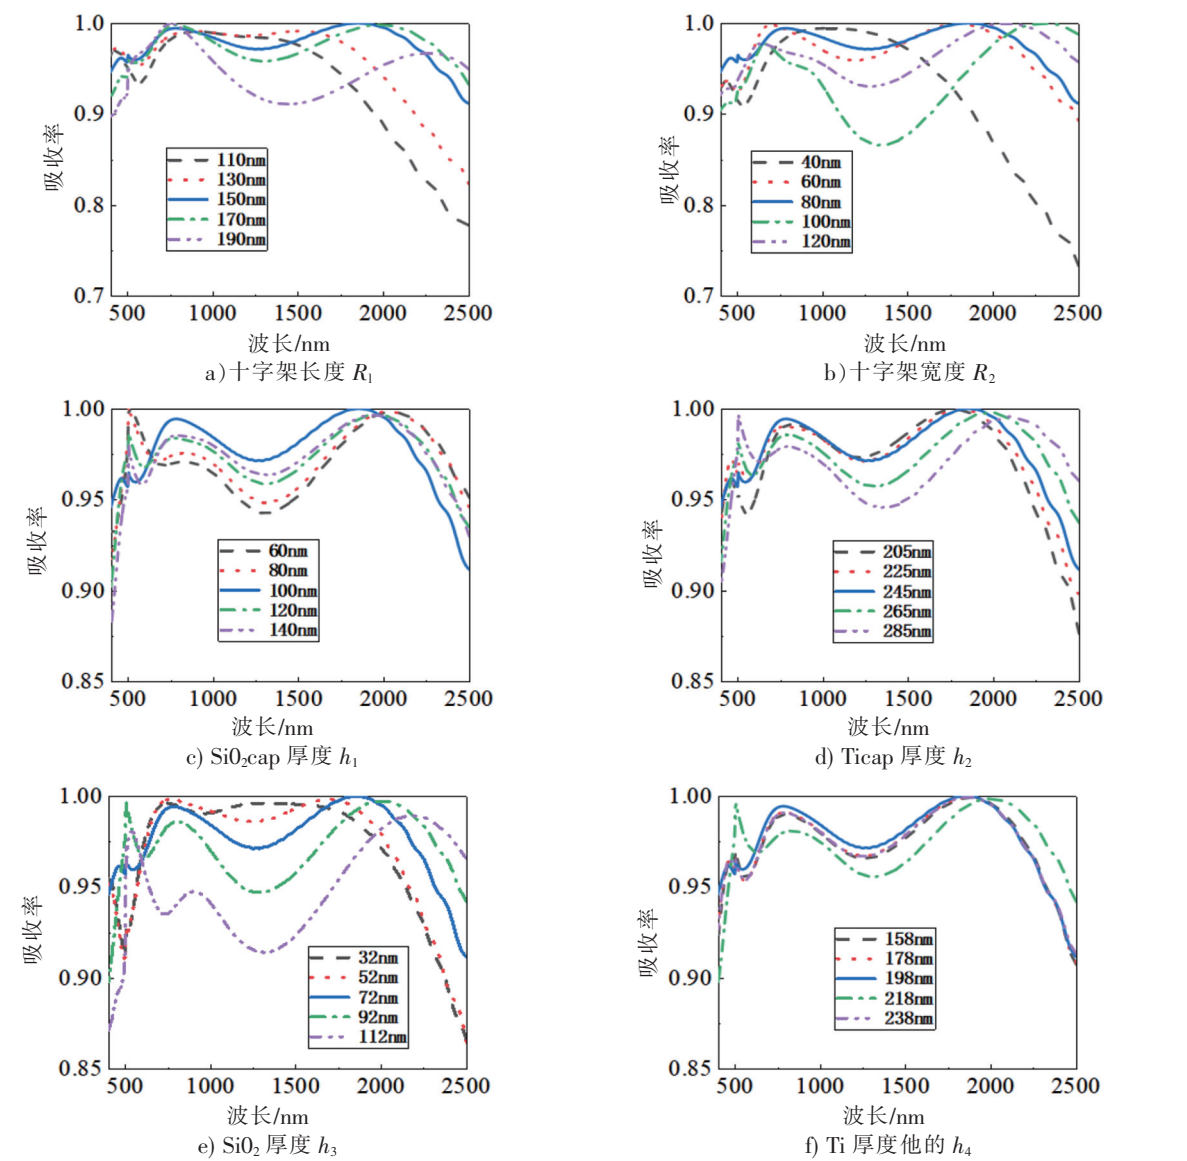 1.0
0.9
0.8
0.7
吸收率
110nm
130nm
150nm
170nm
190nm
500 1000 1500 2000 2500
波长/nm
a)十字架长度 R₁
1.0
0.9
0.8
0.7
吸收率
40nm
60nm
80nm
100nm
120nm
500 1000 1500 2000 2500
波长/nm
b)十字架宽度 R₂
1.00
0.95
0.90
0.85
吸收率
60nm
80nm
100nm
120nm
140nm
500 1000 1500 2000 2500
波长/nm
c) Si0₂cap 厚度 h₁
1.00
0.95
0.90
0.85
吸收率
205nm
225nm
245nm
265nm
285nm
500 1000 1500 2000 2500
波长/nm
d) Ticap 厚度 h₂
1.00
0.95
0.90
0.85
吸收率
32nm
52nm
72nm
92nm
112nm
500 1000 1500 2000 2500
波长/nm
e) Si0₂ 厚度 h₃
1.00
0.95
0.90
0.85
吸收率
158nm
178nm
198nm
218nm
238nm
500 1000 1500 2000 2500
波长/nm
f) Ti 厚度他的 h₄